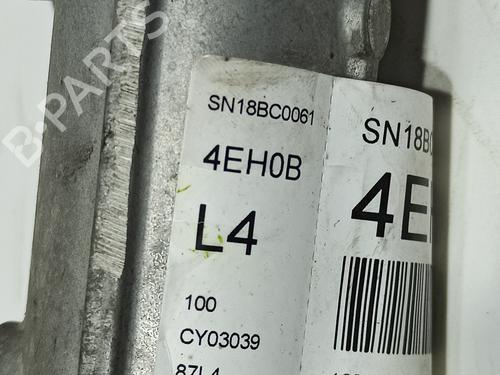 B-PARTS
SN18BC0061
4EH0B
L4
100
CY03039
87L4
SN18B
4E